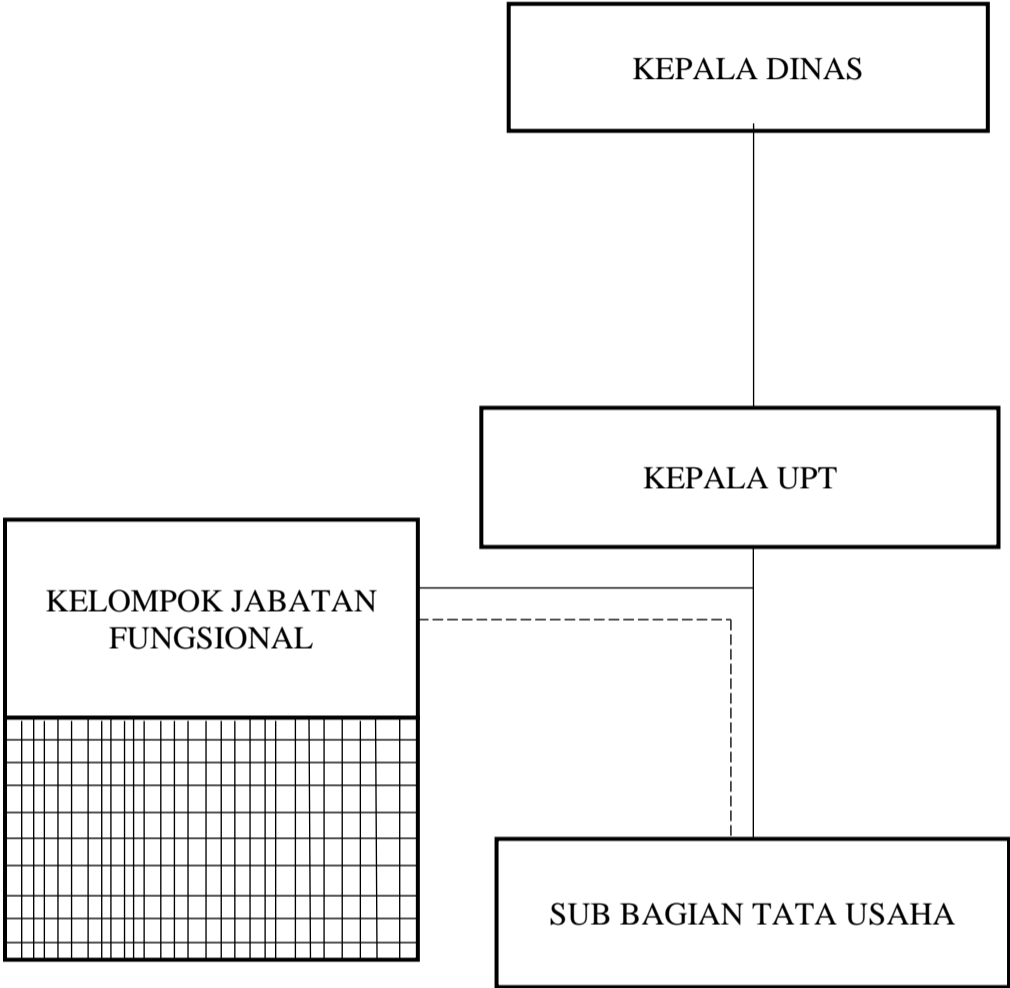 KEPALA DINAS
KEPALA UPT
KELOMPOK JABATAN
FUNGSIONAL
SUB BAGIAN TATA USAHA